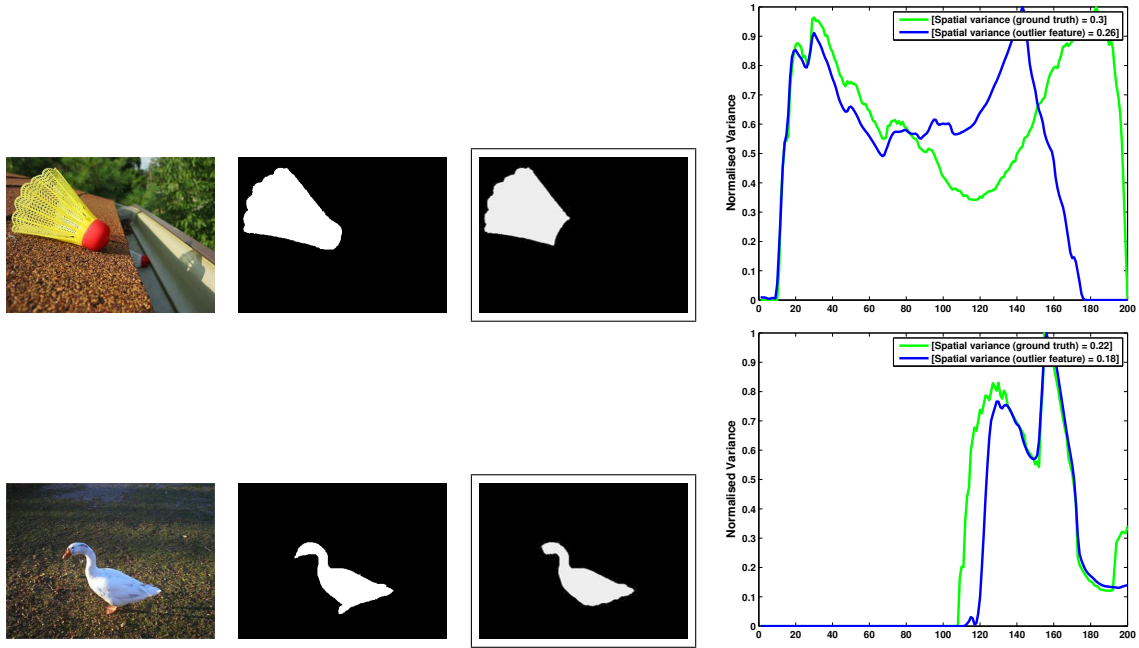 [Spatial variance (ground truth) = 0.3]
[Spatial variance (outlier feature) = 0.26]
Normalised Variance
1
0.9
0.8
0.7
0.6
0.5
0.4
0.3
0.2
0.1
0
0 20 40 60 80 100 120 140 160 180 200
[Spatial variance (ground truth) = 0.22]
[Spatial variance (outlier feature) = 0.18]
Normalised Variance
1
0.9
0.8
0.7
0.6
0.5
0.4
0.3
0.2
0.1
0
0 20 40 60 80 100 120 140 160 180 200